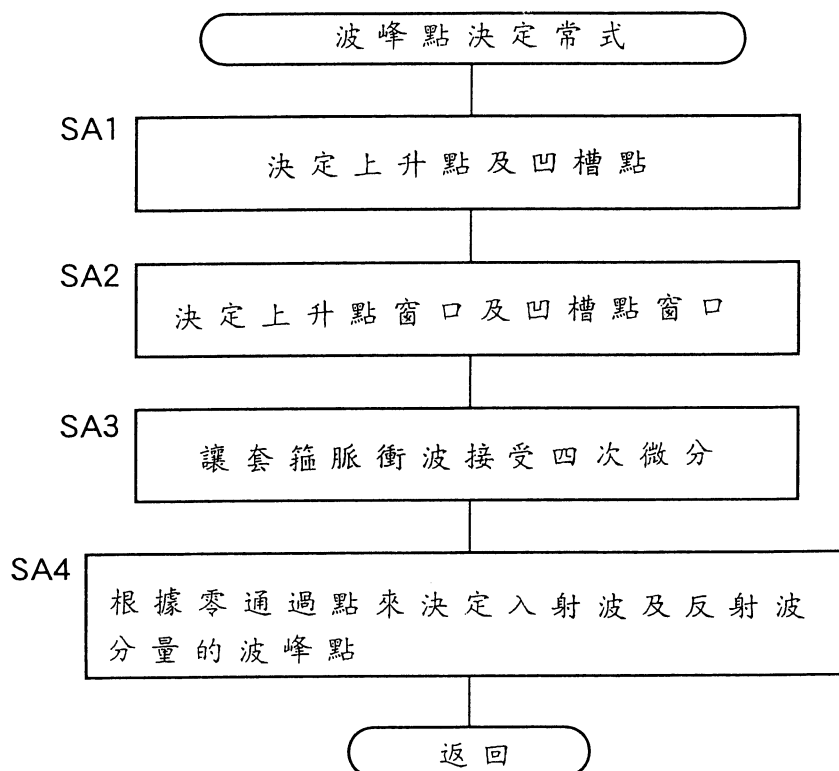 波峰點決定常式
SA1
決定上升點及凹槽點
SA2
決定上升點窗口及凹槽點窗口
SA3
讓套箍脈衝波接受四次微分
SA4
根據零通過點來決定入射波及反射波
分量的波峰點
返回